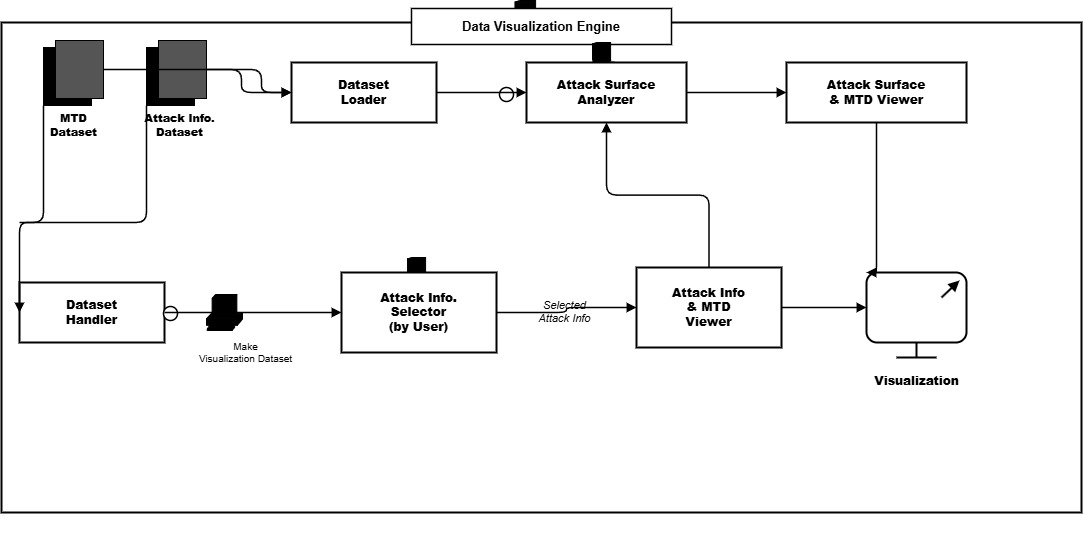 Data Visualization Engine
MTD
Dataset
Attack Info.
Dataset
Dataset
Loader
Attack Surface
Analyzer
Attack Surface
& MTD Viewer
Dataset
Handler
Make
Visualization Dataset
Attack Info.
Selector
(by User)
Selected
Attack Info
Attack Info
& MTD
Viewer
Visualization